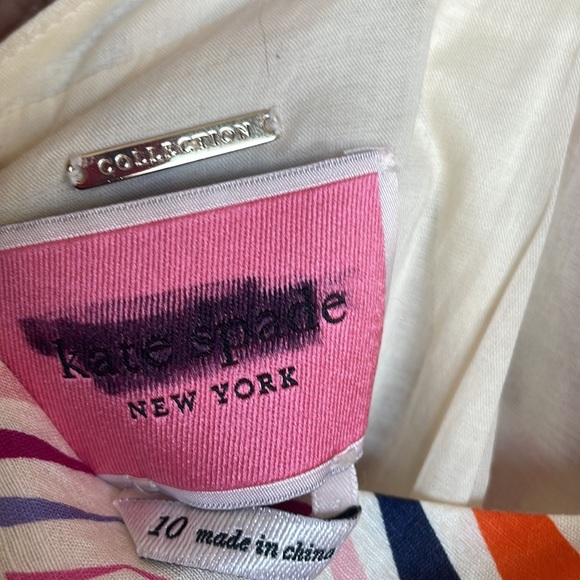 COLLECTION
kate spade
NEW YORK
10 made in china